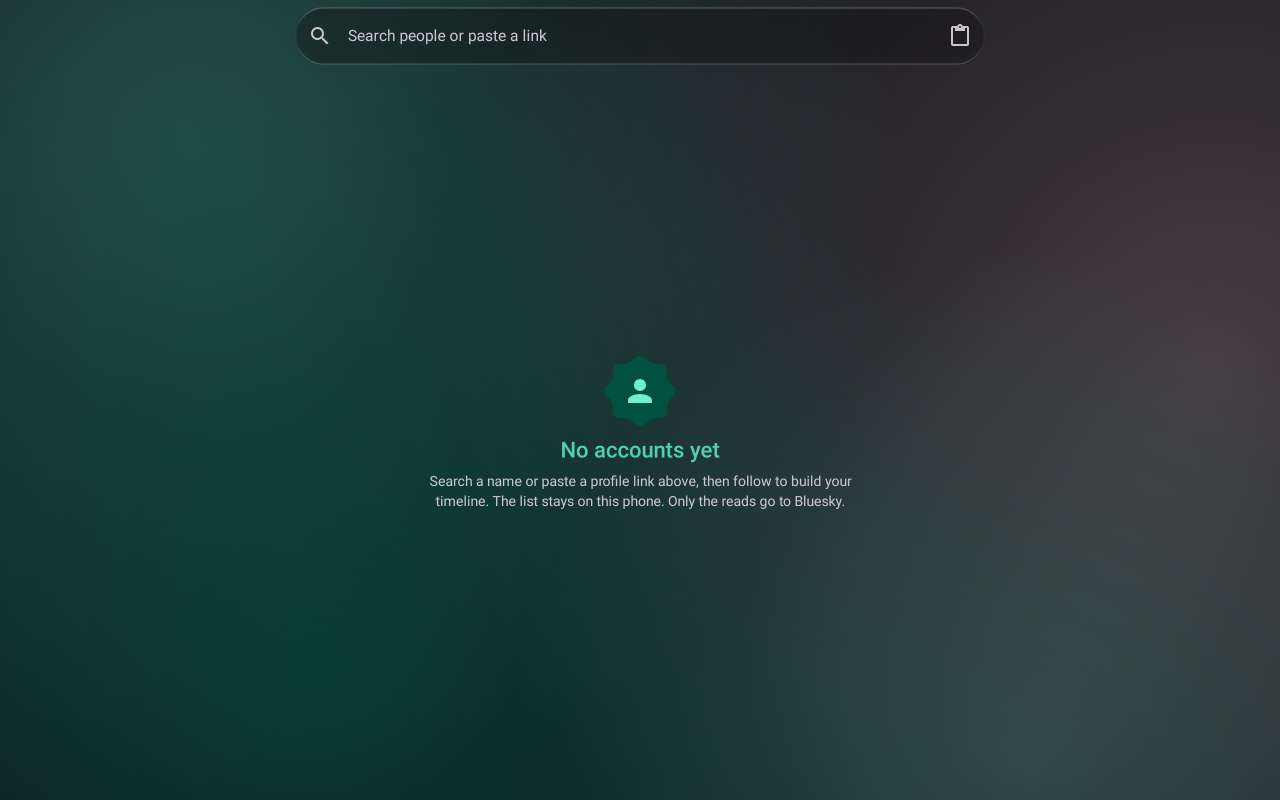 Search people or paste a link
No accounts yet
Search a name or paste a profile link above, then follow to build your
timeline. The list stays on this phone. Only the reads go to Bluesky.